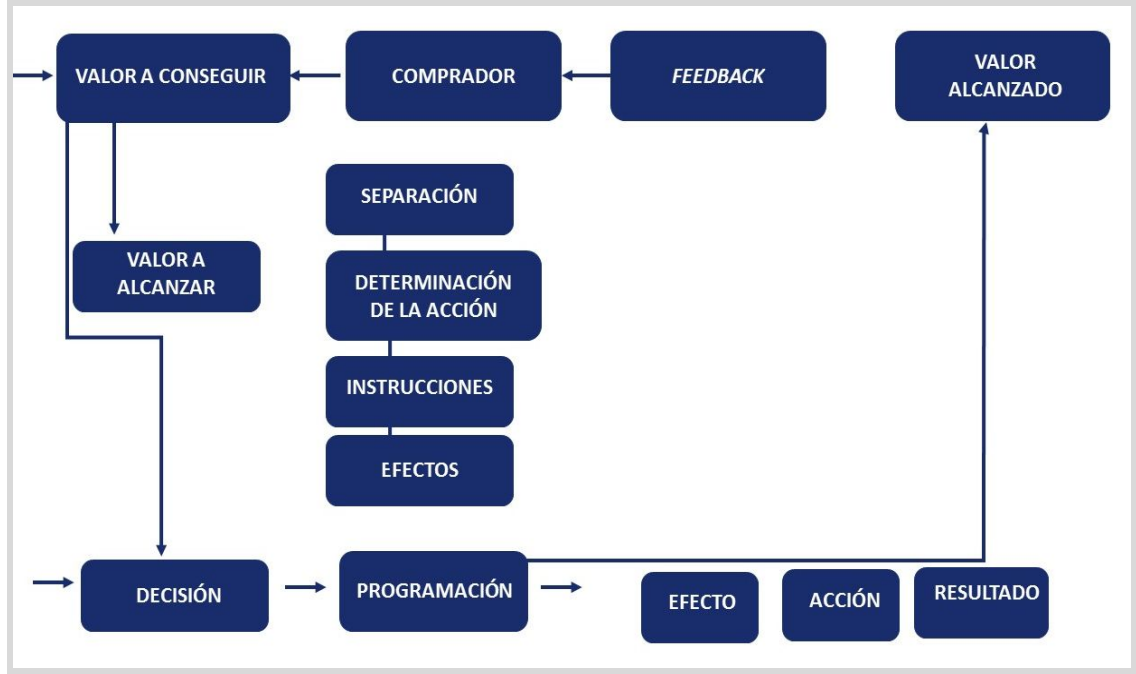 VALOR A CONSEGUIR
COMPRADOR
FEEDBACK
VALOR
ALCANZADO
SEPARACIÓN
VALOR A
ALCANZAR
DETERMINACIÓN
DE LA ACCIÓN
INSTRUCCIONES
EFECTOS
DECISIÓN
PROGRAMACIÓN
EFECTO
ACCIÓN
RESULTADO